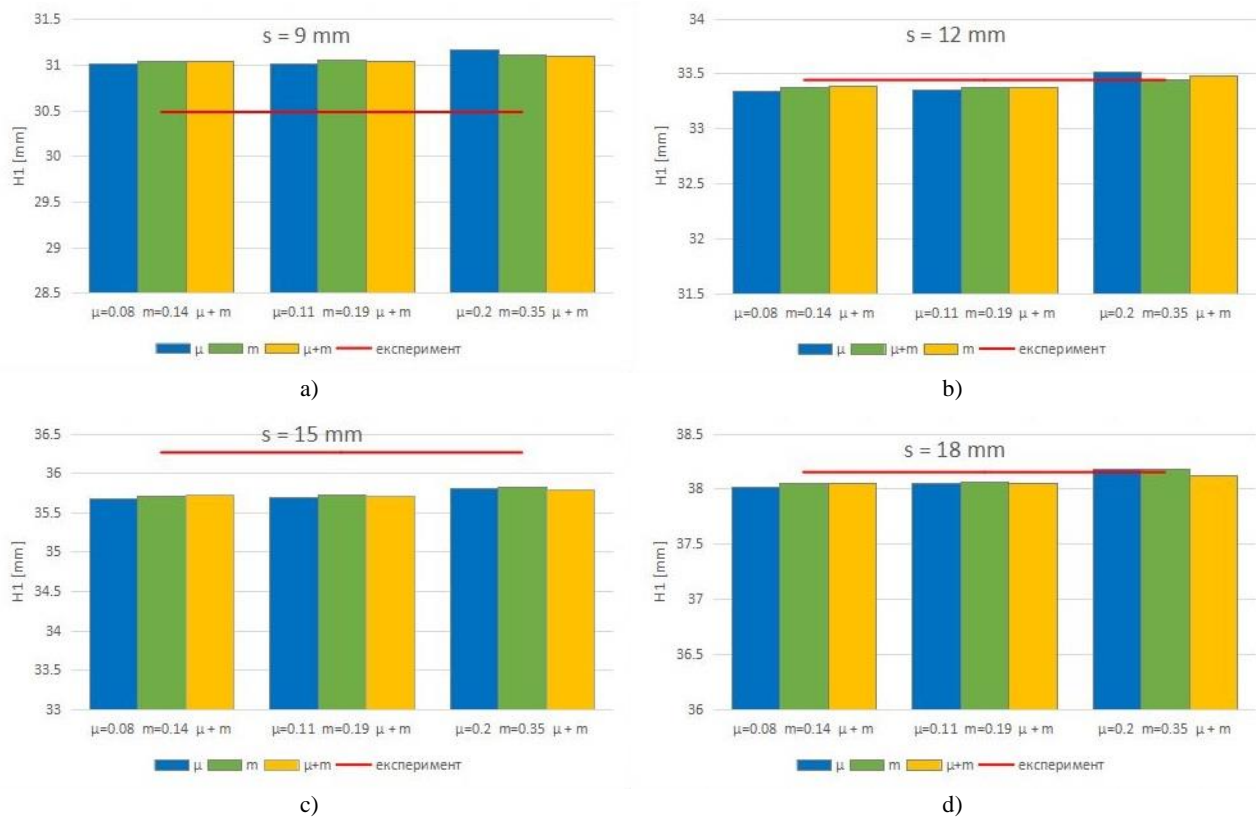 s = 9 mm
31.5
31
30.5
30
29.5
29
28.5
H1 [mm]
μ=0.08 m=0.14 μ + m μ=0.11 m=0.19 μ + m μ=0.2 m=0.35 μ + m
μ m μ+m експеримент
a)
s = 12 mm
34
33.5
33
32.5
32
31.5
H1 [mm]
μ=0.08 m=0.14 μ + m μ=0.11 m=0.19 μ + m μ=0.2 m=0.35 μ + m
μ μ+m m експеримент
b)
s = 15 mm
36.5
36
35.5
35
34.5
34
33.5
33
H1 [mm]
μ=0.08 m=0.14 μ + m μ=0.11 m=0.19 μ + m μ=0.2 m=0.35 μ + m
μ m μ+m експеримент
c)
s = 18 mm
38.5
38
37.5
37
36.5
36
H1 [mm]
μ=0.08 m=0.14 μ + m μ=0.11 m=0.19 μ + m μ=0.2 m=0.35 μ + m
μ m μ+m експеримент
d)